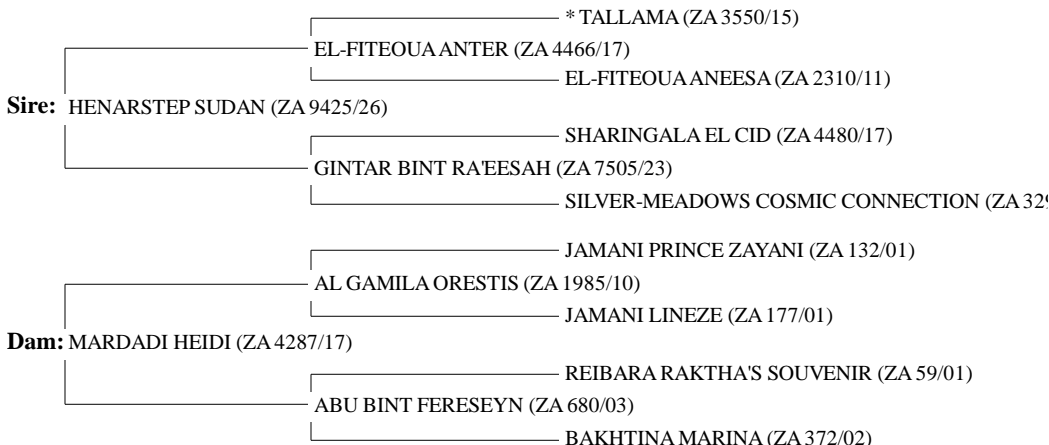 * TALLAMA (ZA 3550/15)
EL-FITEOUA ANTER (ZA 4466/17)
EL-FITEOUA ANEESA (ZA 2310/11)
Sire: HENARSTEP SUDAN (ZA 9425/26)
SHARINGALA EL CID (ZA 4480/17)
GINTAR BINT RA'EESAH (ZA 7505/23)
SILVER-MEADOWS COSMIC CONNECTION (ZA 329
JAMANI PRINCE ZAYANI (ZA 132/01)
AL GAMILA ORESTIS (ZA 1985/10)
JAMANI LINEZE (ZA 177/01)
Dam: MARDADI HEIDI (ZA 4287/17)
REIBARA RAKTHA'S SOUVENIR (ZA 59/01)
ABU BINT FERESEYN (ZA 680/03)
BAKHTINA MARINA (ZA 372/02)